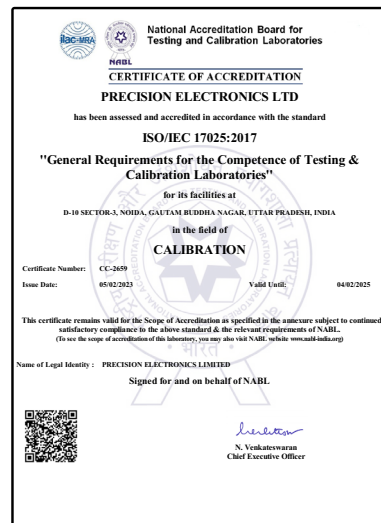 ilac-MRA
NABL
National Accreditation Board for
Testing and Calibration Laboratories
CERTIFICATE OF ACCREDITATION
PRECISION ELECTRONICS LTD
has been assessed and accredited in accordance with the standard
ISO/IEC 17025:2017
"General Requirements for the Competence of Testing &
Calibration Laboratories"
for its facilities at
D-10 SECTOR-3, NOIDA, GAUTAM BUDDHA NAGAR, UTTAR PRADESH, INDIA
in the field of
CALIBRATION
Certificate Number: CC-2659
Issue Date: 05/02/2023 Valid Until: 04/02/2025
This certificate remains valid for the Scope of Accreditation as specified in the annexure subject to continued
satisfactory compliance to the above standard & the relevant requirements of NABL.
(To see the scope of accreditation of this laboratory, you may also visit NABL website www.nabl-india.org)
Name of Legal Identity : PRECISION ELECTRONICS LIMITED
Signed for and on behalf of NABL
N. Venkateswaran
Chief Executive Officer
भारत